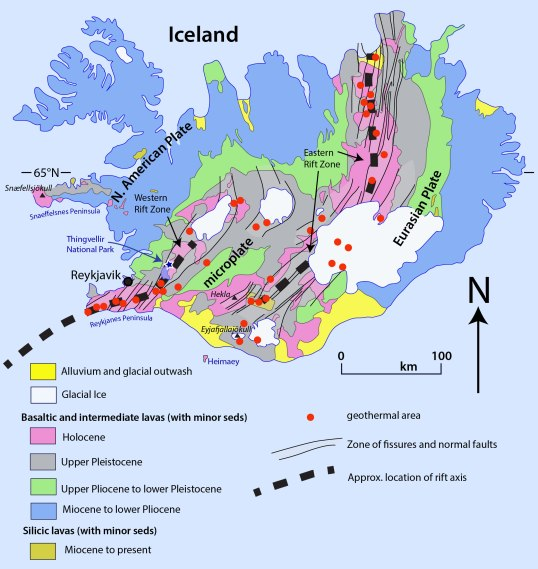 Iceland
N. American Plate
Eastern
Rift Zone
65°N
Snæfellsjökull
Snaeffelsnes Peninsula
Western
Rift Zone
Eurasian Plate
Thingvellir
National Park
microplate
Reykjavik
Hekla
Reykjanes Peninsula
Eyjafjallajökull
Heimaey
N
0
100
km
Alluvium and glacial outwash
Glacial Ice
Basaltic and intermediate lavas (with minor seds)
Holocene
Upper Pleistocene
Upper Pliocene to lower Pleistocene
Miocene to lower Pliocene
Silicic lavas (with minor seds)
Miocene to present
geothermal area
Zone of fissures and normal faults
Approx. location of rift axis